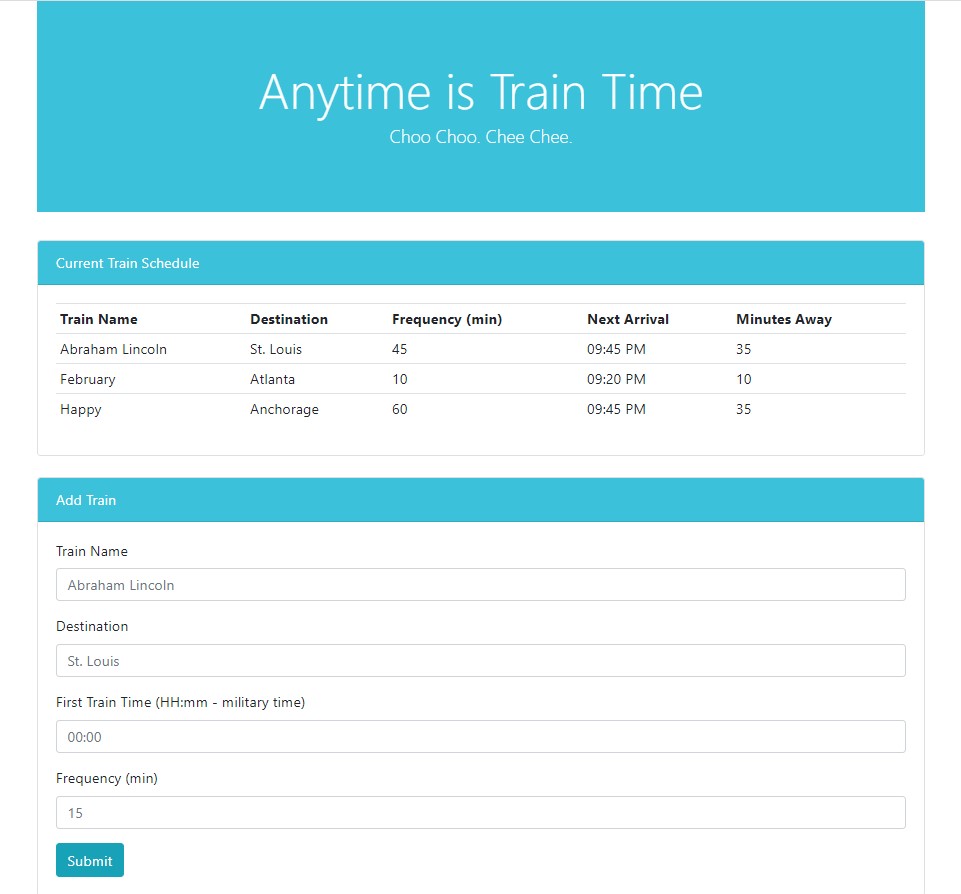 Anytime is Train Time
Choo Choo. Chee Chee.
Current Train Schedule
Train Name Destination Frequency (min) Next Arrival Minutes Away
Abraham Lincoln St. Louis 45 09:45 PM 35
February Atlanta 10 09:20 PM 10
Happy Anchorage 60 09:45 PM 35
Add Train
Train Name
Abraham Lincoln
Destination
St. Louis
First Train Time (HH:mm - military time)
00:00
Frequency (min)
15
Submit